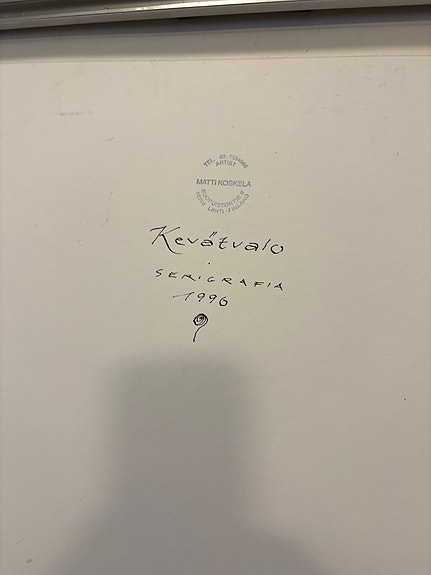 ARTIST
MATTI KOSKELA
LAHTI - FINLAND
Kevätvalo
SERIGRAFIA
1996